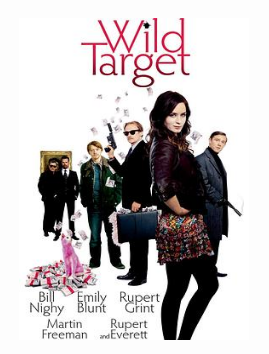 Wild
Target
Bill Emily Rupert
Nighy Blunt Grint
Martin Rupert
Freeman and Everett